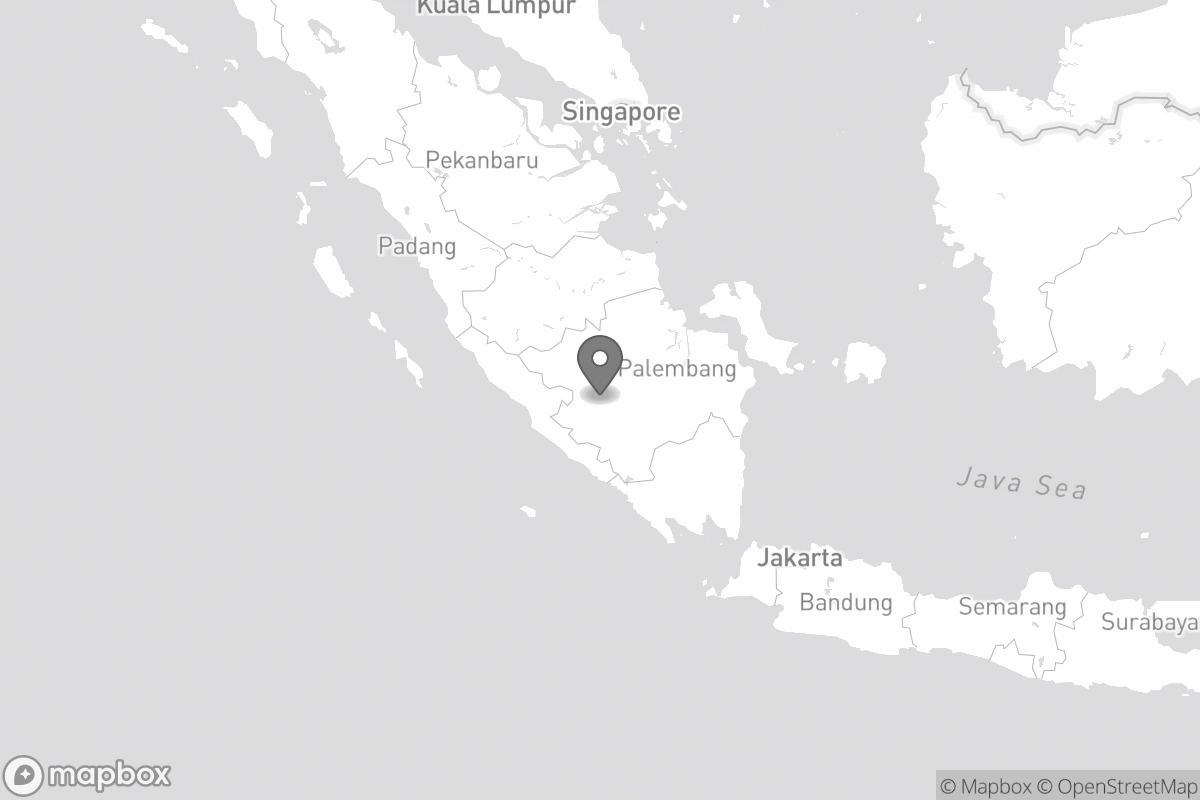 Kuala Lumpur
Singapore
Pekanbaru
Padang
Palembang
Java Sea
Jakarta
Bandung
Semarang
Surabaya
mapbox
© Mapbox © OpenStreetMap